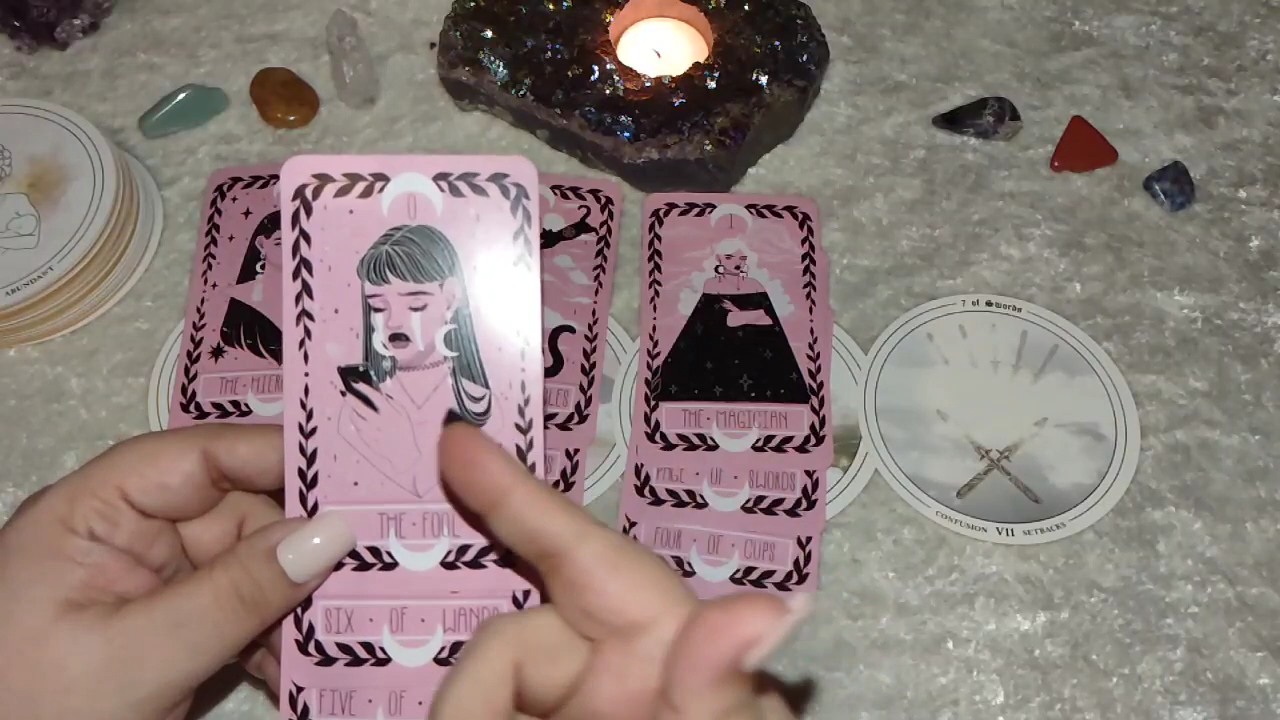 ABUNDANT
0
THE·FOOL
SIX · OF · WANDS
FIVE · OF ·
I
THE·MAGICIAN
PAGE · OF · SWORDS
FOUR · OF · CUPS
7 of Swords
CONFUSION VII SETBACKS